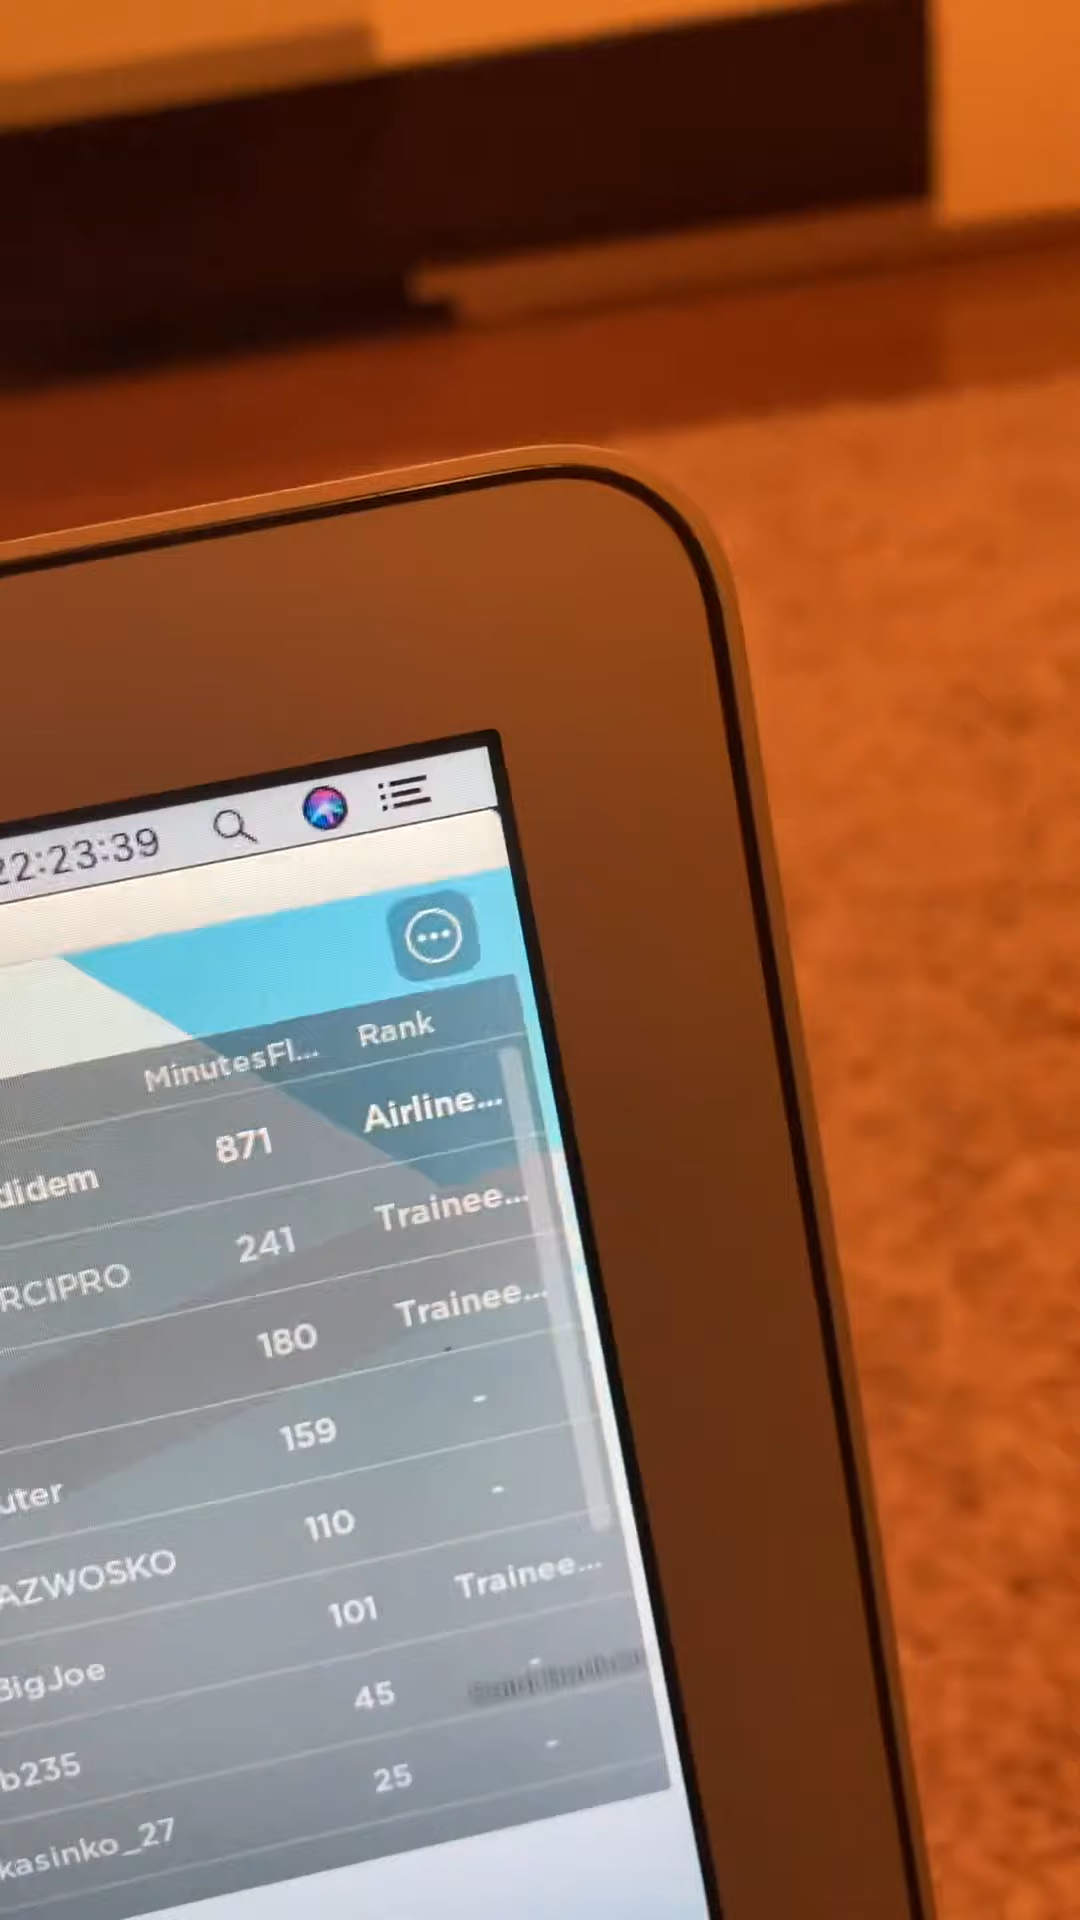 22:23:39
MinutesFl... Rank
didem 871 Airline...
RCIPRO 241 Trainee...
180 Trainee...
uter 159 -
AZWOSKO 110 -
BigJoe 101 Trainee...
b235 45 -
kasinko_27 25 -